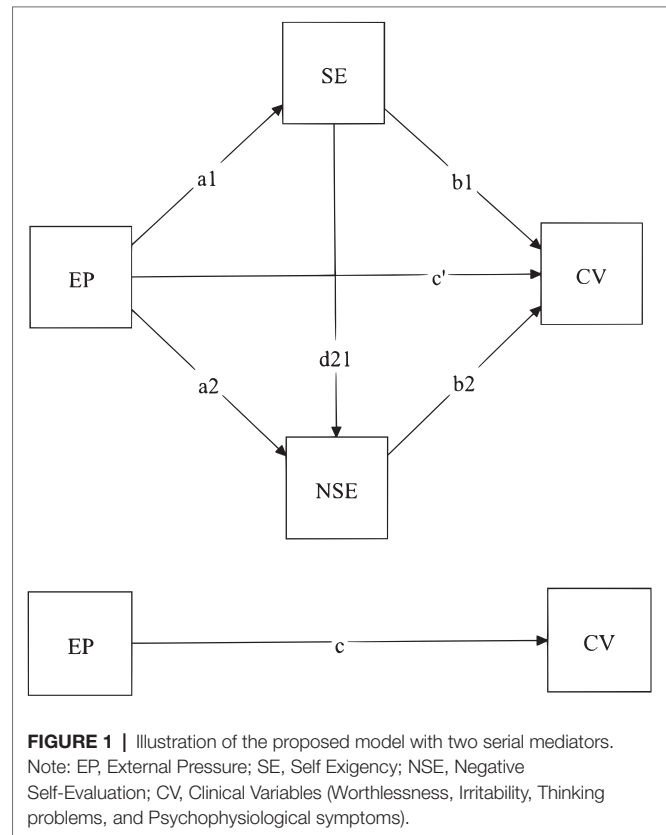 SE
a1
b1
EP
c'
CV
d21
a2
b2
NSE
EP
c
CV
FIGURE 1 | Illustration of the proposed model with two serial mediators.
Note: EP, External Pressure; SE, Self Exigency; NSE, Negative
Self-Evaluation; CV, Clinical Variables (Worthlessness, Irritability, Thinking
problems, and Psychophysiological symptoms).